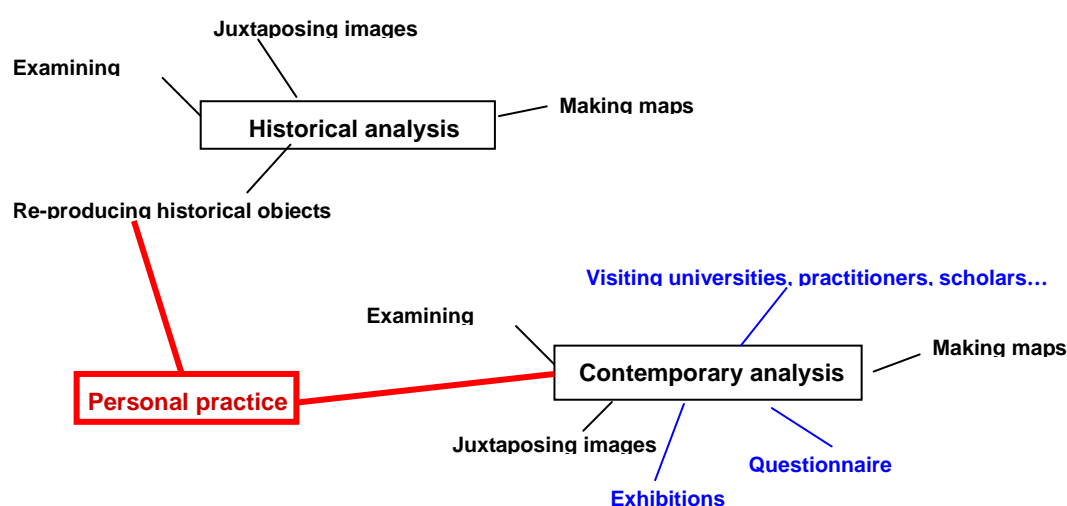 Juxtaposing images
Examining
Making maps
Historical analysis
Re-producing historical objects
Visiting universities, practitioners, scholars…
Examining
Making maps
Contemporary analysis
Personal practice
Juxtaposing images
Questionnaire
Exhibitions